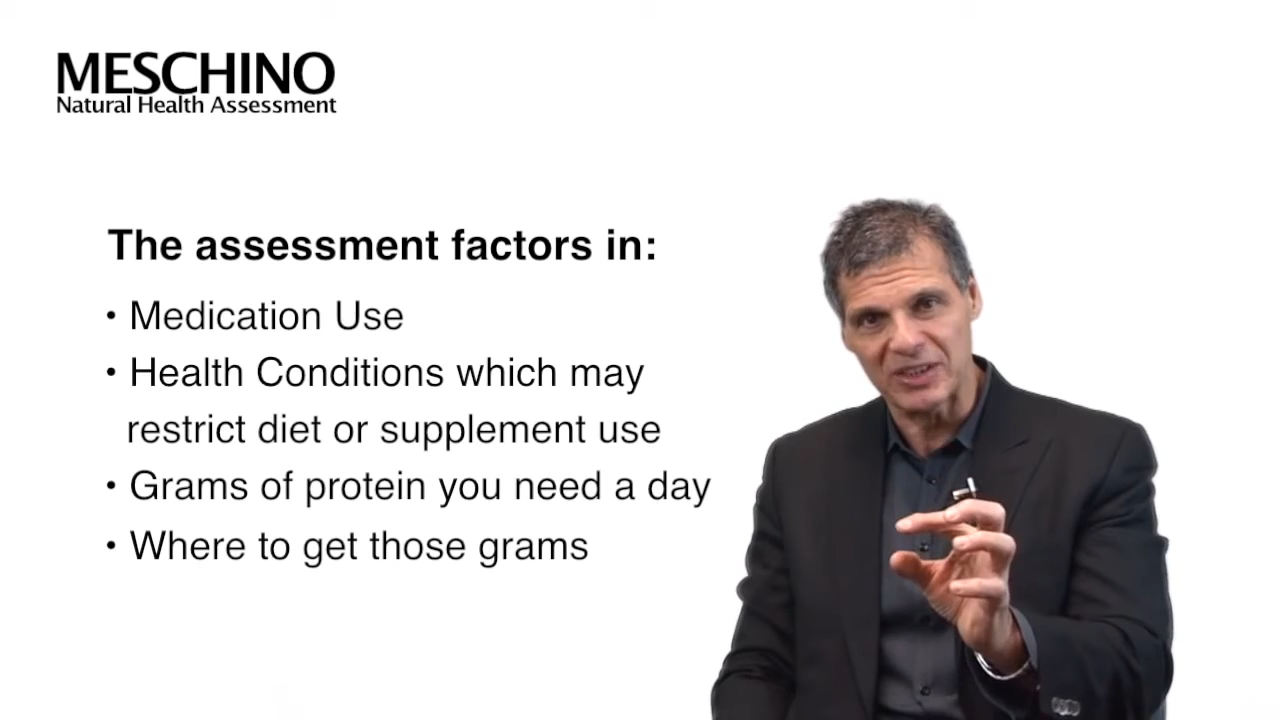 MESCHINO
Natural Health Assessment
The assessment factors in:
• Medication Use
• Health Conditions which may
restrict diet or supplement use
• Grams of protein you need a day
• Where to get those grams